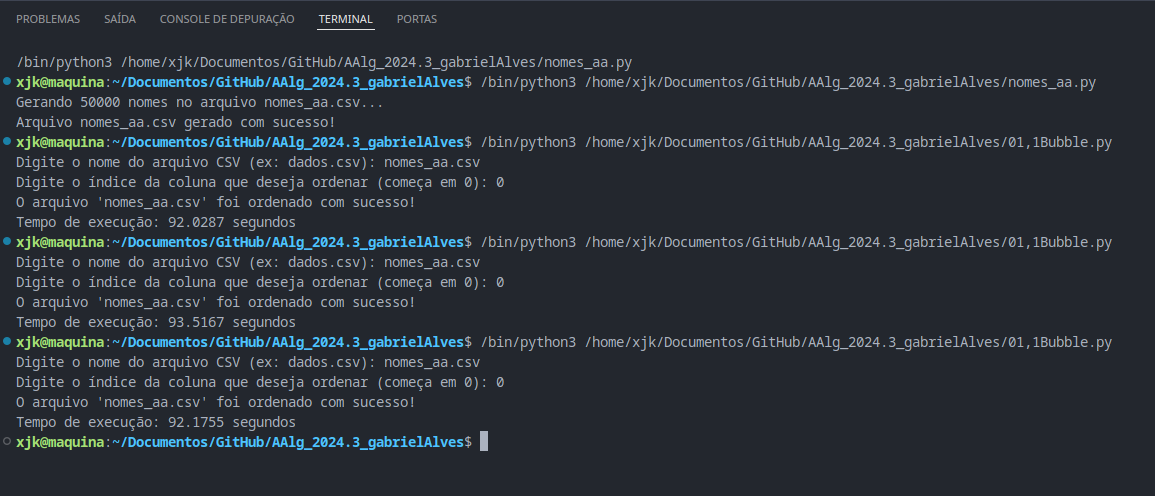 PROBLEMAS SAÍDA CONSOLE DE DEPURAÇÃO TERMINAL PORTAS
/bin/python3 /home/xjk/Documentos/GitHub/AAlg_2024.3_gabrielAlves/nomes_aa.py
xjk@maquina:~/Documentos/GitHub/AAlg_2024.3_gabrielAlves$ /bin/python3 /home/xjk/Documentos/GitHub/AAlg_2024.3_gabrielAlves/nomes_aa.py
Gerando 50000 nomes no arquivo nomes_aa.csv...
Arquivo nomes_aa.csv gerado com sucesso!
xjk@maquina:~/Documentos/GitHub/AAlg_2024.3_gabrielAlves$ /bin/python3 /home/xjk/Documentos/GitHub/AAlg_2024.3_gabrielAlves/01,1Bubble.py
Digite o nome do arquivo CSV (ex: dados.csv): nomes_aa.csv
Digite o índice da coluna que deseja ordenar (começa em 0): 0
O arquivo 'nomes_aa.csv' foi ordenado com sucesso!
Tempo de execução: 92.0287 segundos
xjk@maquina:~/Documentos/GitHub/AAlg_2024.3_gabrielAlves$ /bin/python3 /home/xjk/Documentos/GitHub/AAlg_2024.3_gabrielAlves/01,1Bubble.py
Digite o nome do arquivo CSV (ex: dados.csv): nomes_aa.csv
Digite o índice da coluna que deseja ordenar (começa em 0): 0
O arquivo 'nomes_aa.csv' foi ordenado com sucesso!
Tempo de execução: 93.5167 segundos
xjk@maquina:~/Documentos/GitHub/AAlg_2024.3_gabrielAlves$ /bin/python3 /home/xjk/Documentos/GitHub/AAlg_2024.3_gabrielAlves/01,1Bubble.py
Digite o nome do arquivo CSV (ex: dados.csv): nomes_aa.csv
Digite o índice da coluna que deseja ordenar (começa em 0): 0
O arquivo 'nomes_aa.csv' foi ordenado com sucesso!
Tempo de execução: 92.1755 segundos
xjk@maquina:~/Documentos/GitHub/AAlg_2024.3_gabrielAlves$